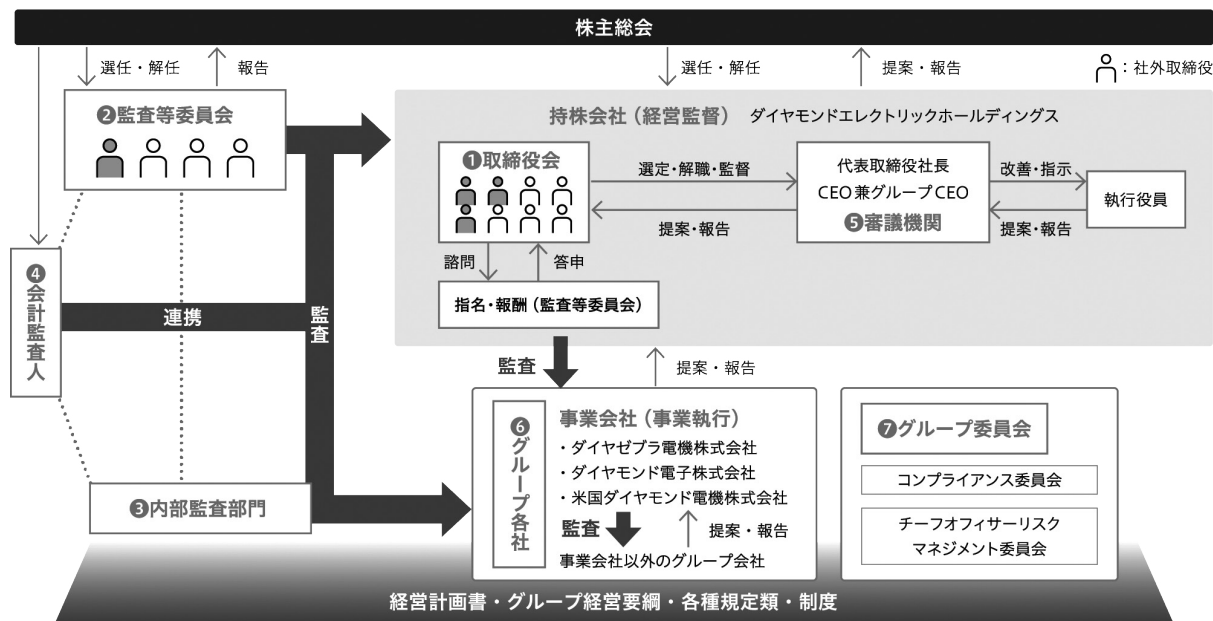 株主総会
選任・解任
報告
選任・解任
提案・報告
：社外取締役
❷監査等委員会
持株会社（経営監督） ダイヤモンドエレクトリックホールディングス
❶取締役会
選定・解職・監督
提案・報告
代表取締役社長
CEO兼グループCEO
❺審議機関
改善・指示
提案・報告
執行役員
諮問
答申
指名・報酬（監査等委員会）
❹会計監査人
連携
監査
監査
提案・報告
❸内部監査部門
❻グループ各社
事業会社（事業執行）
・ダイヤゼブラ電機株式会社
・ダイヤモンド電子株式会社
・米国ダイヤモンド電機株式会社
監査
提案・報告
事業会社以外のグループ会社
❼グループ委員会
コンプライアンス委員会
チーフオフィサーリスク
マネジメント委員会
経営計画書・グループ経営要綱・各種規定類・制度